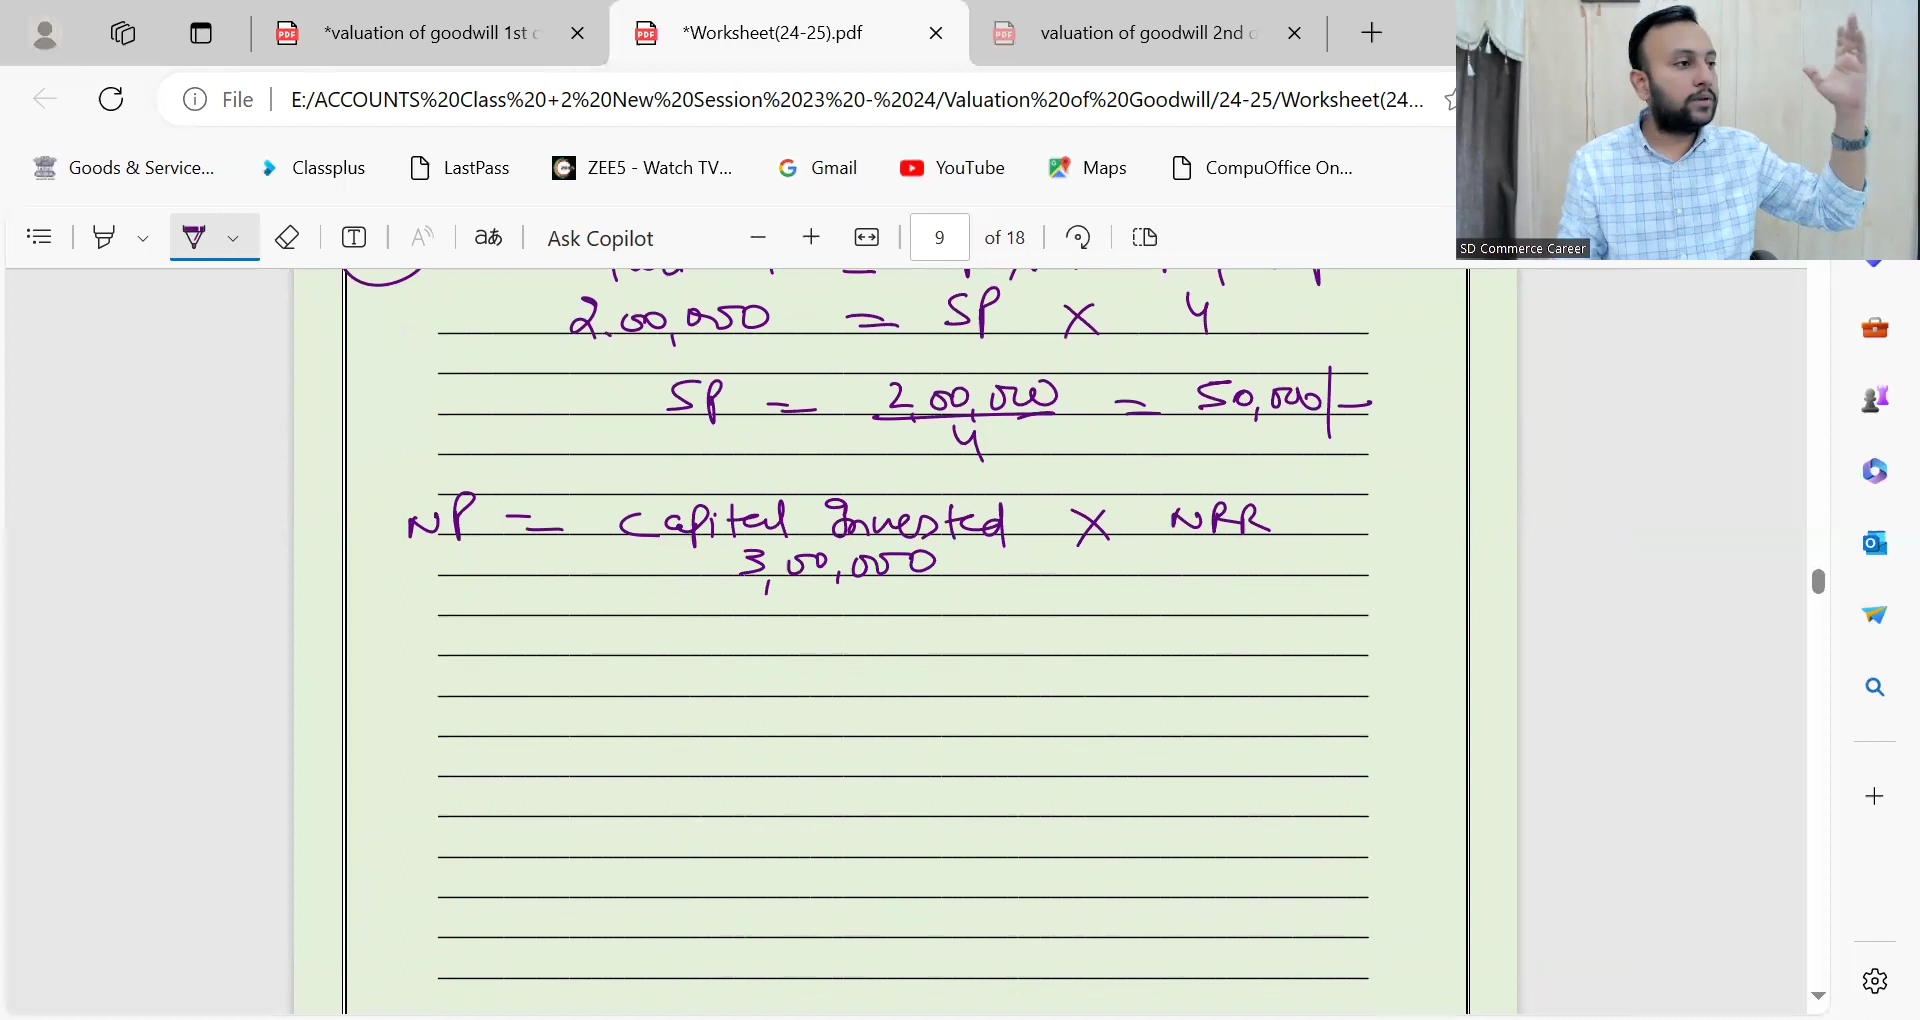 *valuation of goodwill 1st
*Worksheet(24-25).pdf
valuation of goodwill 2nd
File
E:/ACCOUNTS%20Class%20+2%20New%20Session%202023%20-%2024/Valuation%20of%20Goodwill/24-25/Worksheet(24...
Goods & Service...
Classplus
LastPass
ZEE5 - Watch TV...
Gmail
YouTube
Maps
CompuOffice On...
SD Commerce Career
Ask Copilot
9 of 18
2,00,000 = SP × 4
SP = 2,00,000 / 4 = 50,000/-
NP = Capital Invested × NRR
3,00,000